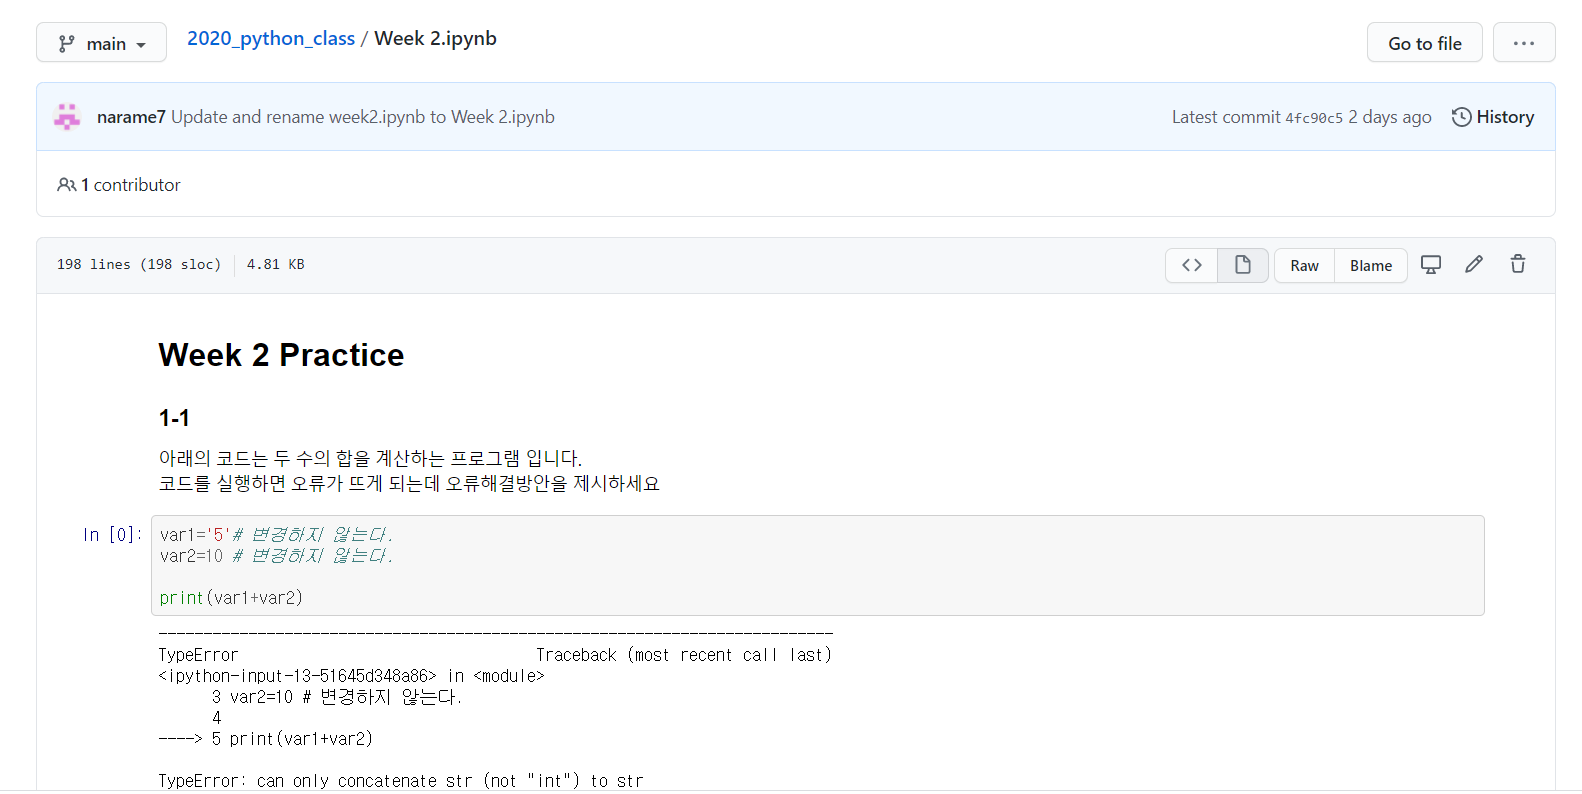 main
2020_python_class / Week 2.ipynb
Go to file
...
narame7 Update and rename week2.ipynb to Week 2.ipynb
Latest commit 4fc90c5 2 days ago
History
1 contributor
198 lines (198 sloc)
4.81 KB
<>
Raw
Blame
Week 2 Practice
1-1
아래의 코드는 두 수의 합을 계산하는 프로그램 입니다.
코드를 실행하면 오류가 뜨게 되는데 오류해결방안을 제시하세요
In [0]:
var1='5'# 변경하지 않는다.
var2=10 # 변경하지 않는다.
print(var1+var2)
---------------------------------------------------------------------------
TypeError                                 Traceback (most recent call last)
<ipython-input-13-51645d348a86> in <module>
      3 var2=10 # 변경하지 않는다.
      4
----> 5 print(var1+var2)
TypeError: can only concatenate str (not "int") to str